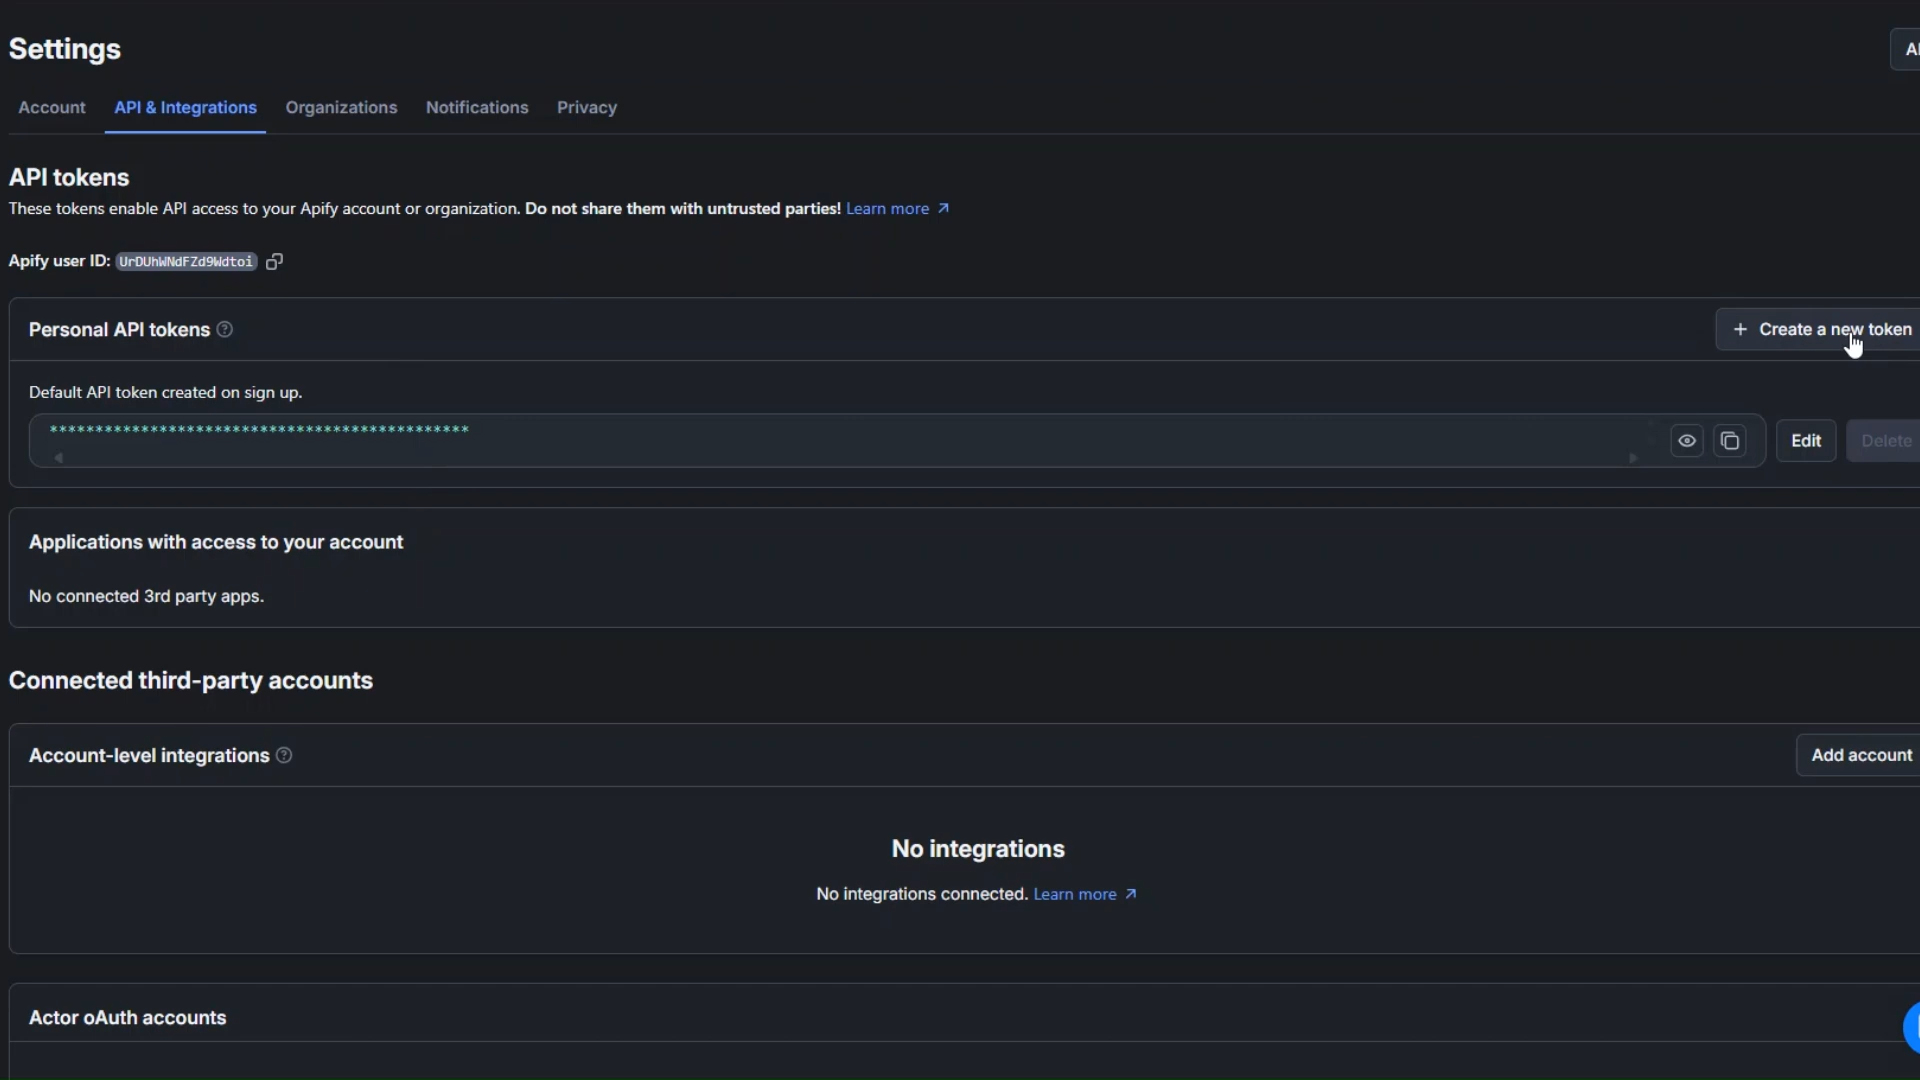 Settings
Account API & Integrations Organizations Notifications Privacy
API tokens
These tokens enable API access to your Apify account or organization. Do not share them with untrusted parties! Learn more
Apify user ID: UrDUhWNdFZd9Wdtoi
Personal API tokens
+ Create a new token
Default API token created on sign up.
**********************************************
Edit Delete
Applications with access to your account
No connected 3rd party apps.
Connected third-party accounts
Account-level integrations
Add account
No integrations
No integrations connected. Learn more
Actor oAuth accounts